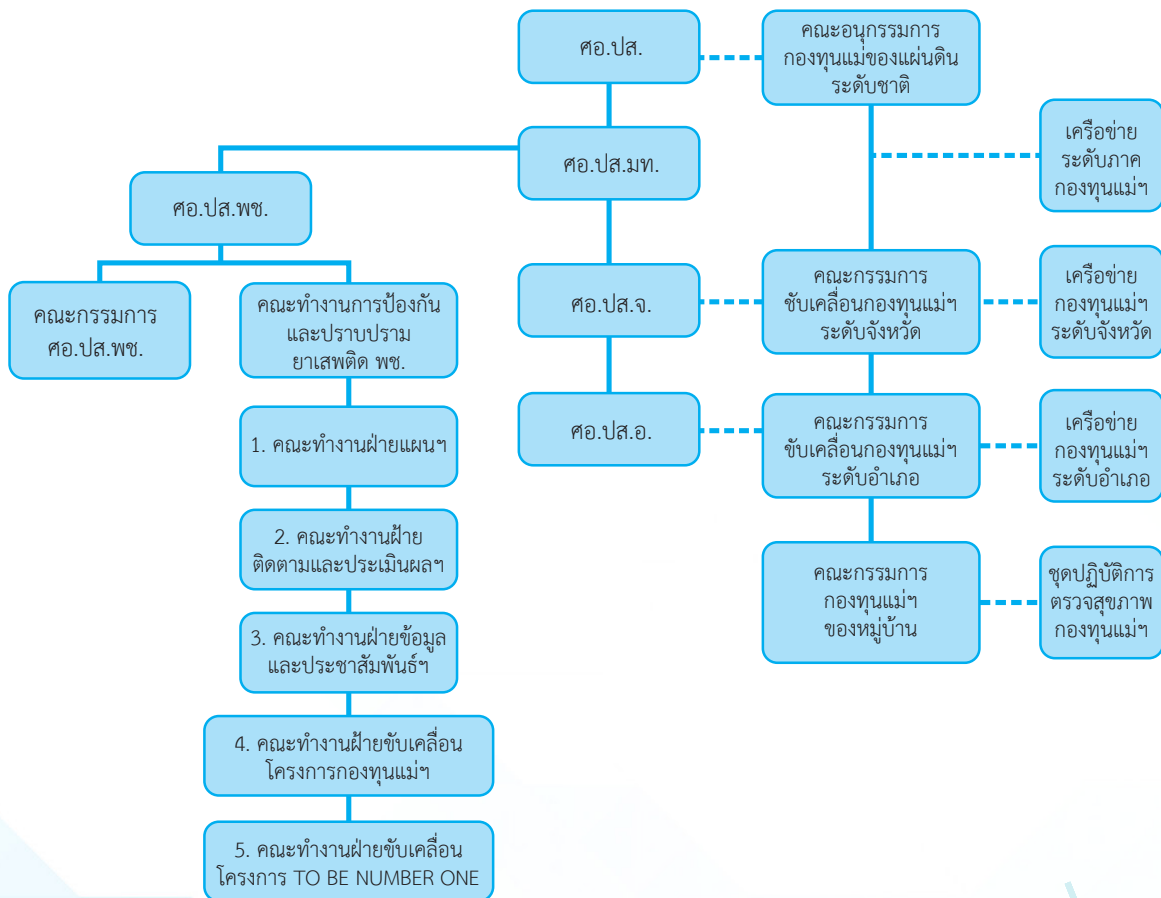 ศอ.ปส.
คณะอนุกรรมการ
กองทุนแม่ของแผ่นดิน
ระดับชาติ
เครือข่าย
ระดับภาค
กองทุนแม่ฯ
ศอ.ปส.มท.
ศอ.ปส.พช.
คณะกรรมการ
ศอ.ปส.พช.
คณะทำงานการป้องกัน
และปราบปราม
ยาเสพติด พช.
ศอ.ปส.จ.
คณะกรรมการ
ขับเคลื่อนกองทุนแม่ฯ
ระดับจังหวัด
เครือข่าย
กองทุนแม่ฯ
ระดับจังหวัด
1. คณะทำงานฝ่ายแผนฯ
ศอ.ปส.อ.
คณะกรรมการ
ขับเคลื่อนกองทุนแม่ฯ
ระดับอำเภอ
เครือข่าย
กองทุนแม่ฯ
ระดับอำเภอ
2. คณะทำงานฝ่าย
ติดตามและประเมินผลฯ
คณะกรรมการ
กองทุนแม่ฯ
ของหมู่บ้าน
ชุดปฏิบัติการ
ตรวจสุขภาพ
กองทุนแม่ฯ
3. คณะทำงานฝ่ายข้อมูล
และประชาสัมพันธ์ฯ
4. คณะทำงานฝ่ายขับเคลื่อน
โครงการกองทุนแม่ฯ
5. คณะทำงานฝ่ายขับเคลื่อน
โครงการ TO BE NUMBER ONE